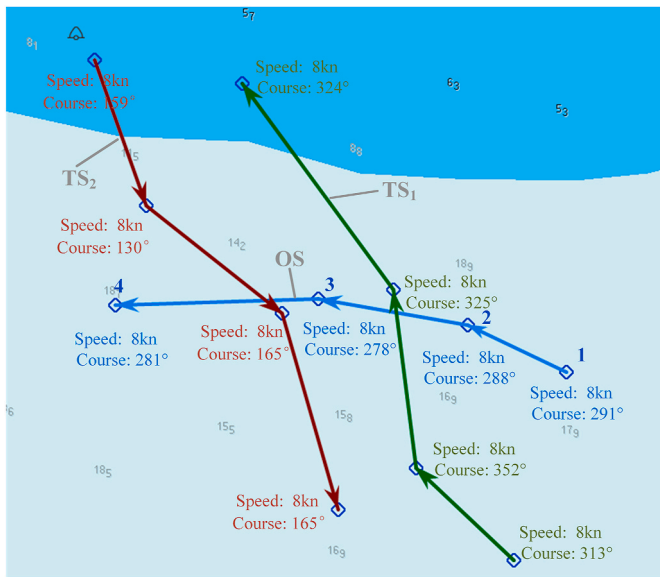 5₇
8₁
Speed: 8kn
Course: 324°
6₃
5₃
Speed: 8kn
Course: 159°
8₈
TS₂
TS₁
14₂
OS
18₉
Speed: 8kn
Course: 130°
Speed: 8kn
Course: 325°
4
3
2
1
Speed: 8kn
Course: 281°
Speed: 8kn
Course: 165°
Speed: 8kn
Course: 278°
Speed: 8kn
Course: 288°
Speed: 8kn
Course: 291°
16₉
15₅
15₈
17₉
18₅
Speed: 8kn
Course: 352°
Speed: 8kn
Course: 165°
Speed: 8kn
Course: 313°
16₉